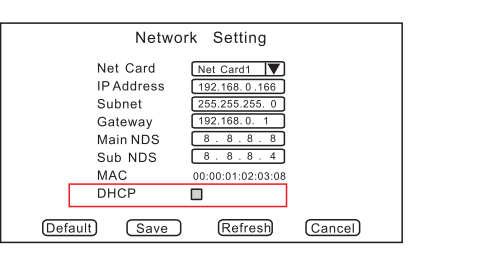 Network Setting
Net Card Net Card1
IP Address 192.168.0.166
Subnet 255.255.255. 0
Gateway 192.168. 0. 1
Main NDS 8 . 8 . 8 . 8
Sub NDS 8 . 8 . 8 . 4
MAC 00:00:01:02:03:08
DHCP
Default Save Refresh Cancel